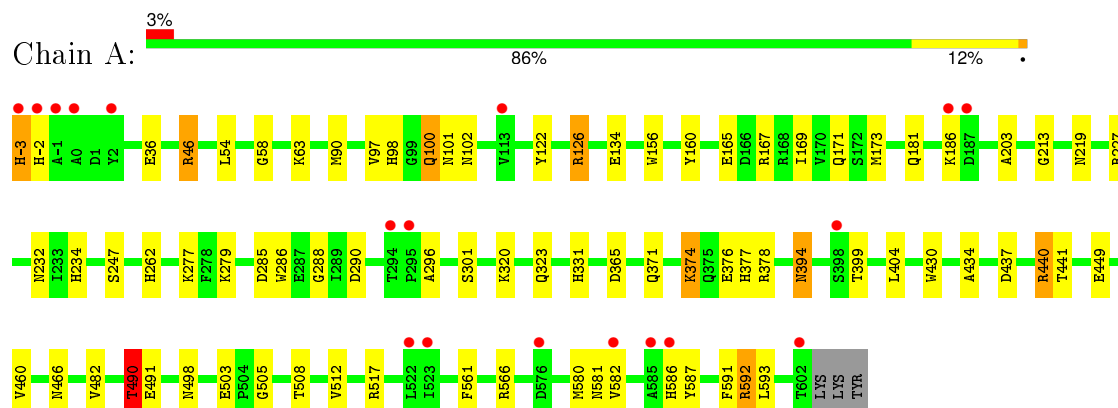 3%
Chain A:
86%
12%
•
H-3 H-2 A-1 A0 D1 Y2 E36 R46 L54 G58 K63 M90 V97 H98 G99 Q100 N101 N102 V113 Y122 R126 E134 W156 Y160 E165 D166 R167 R168 I169 V170 Q171 S172 M173 Q181 K186 D187 A203 G213 N219
N232 I233 H234 S247 H262 K277 F278 K279 D285 W286 E287 G288 I289 D290 T294 P295 A296 S301 K320 Q323 H331 D365 Q371 K374 Q375 E376 H377 R378 N394 S398 T399 L404 W430 A434 D437 R440 T441 E449
V460 N466 V482 T490 E491 N498 E503 P504 G505 T508 V512 R517 L522 I523 F561 R566 D576 M580 N581 V582 A585 H586 Y587 F591 R592 L593 T602 LYS LYS TYR